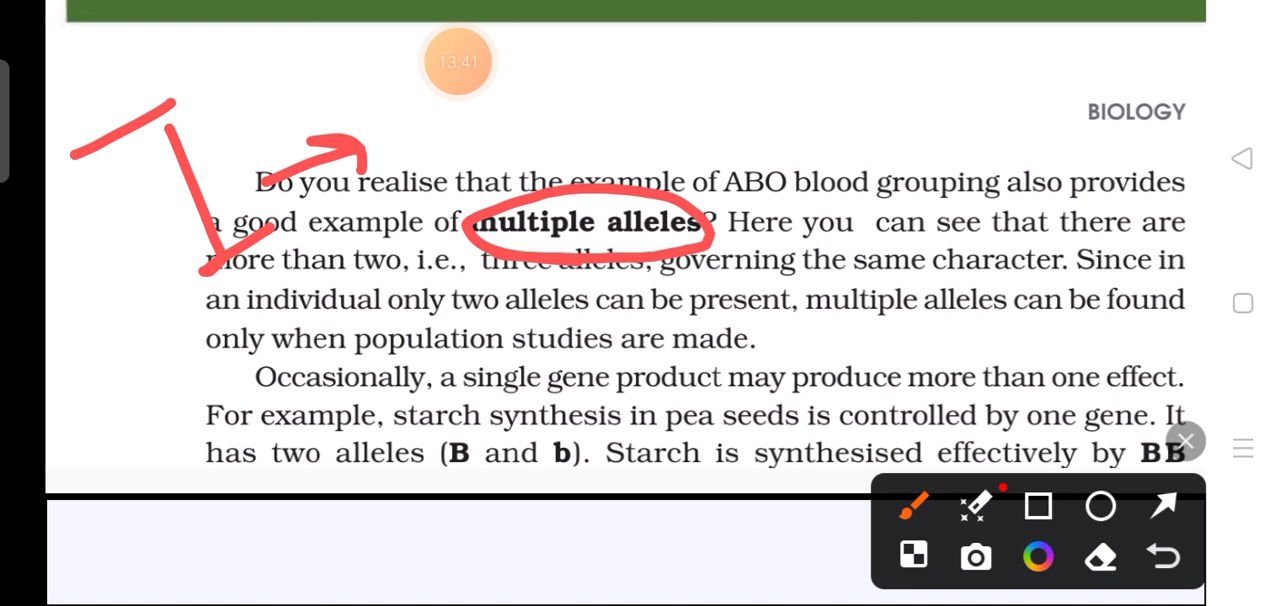 13:41
BIOLOGY
Do you realise that the example of ABO blood grouping also provides
a good example of multiple alleles? Here you can see that there are
more than two, i.e., three alleles, governing the same character. Since in
an individual only two alleles can be present, multiple alleles can be found
only when population studies are made.
Occasionally, a single gene product may produce more than one effect.
For example, starch synthesis in pea seeds is controlled by one gene. It
has two alleles (B and b). Starch is synthesised effectively by BB